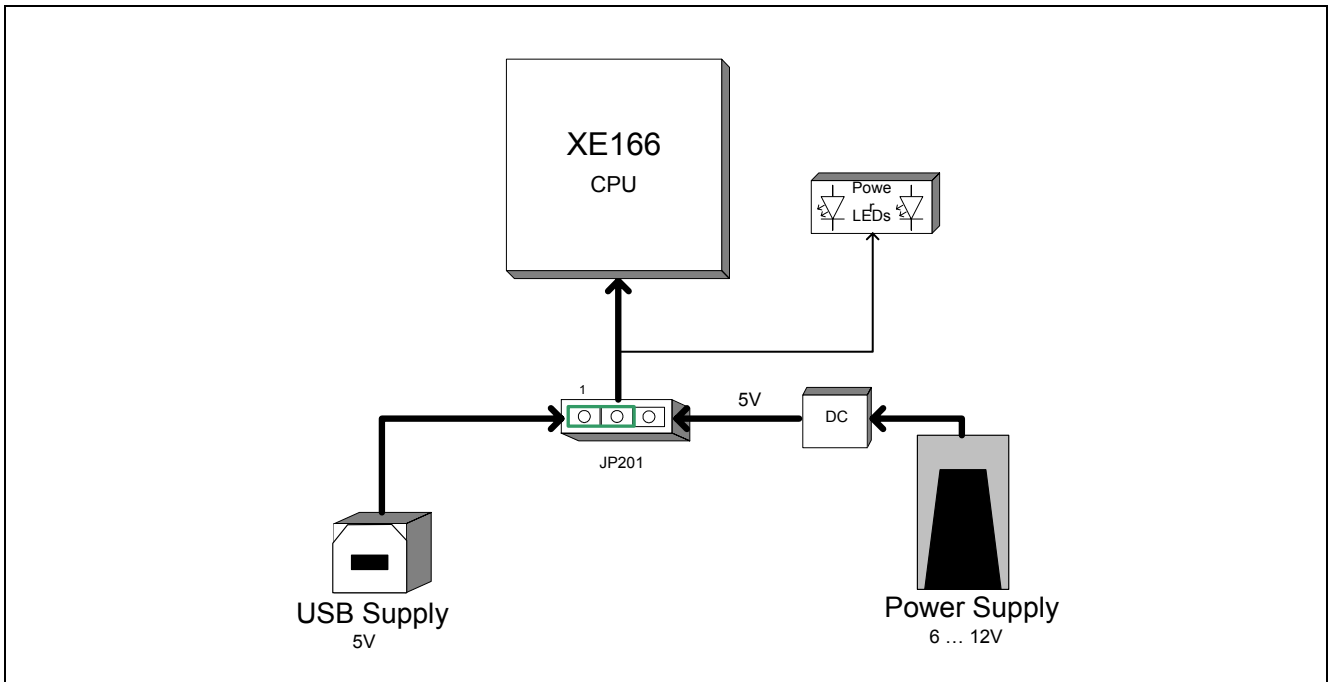 XE166
CPU
Powe
r
LEDs
1
5V
DC
JP201
USB Supply
5V
Power Supply
6 … 12V